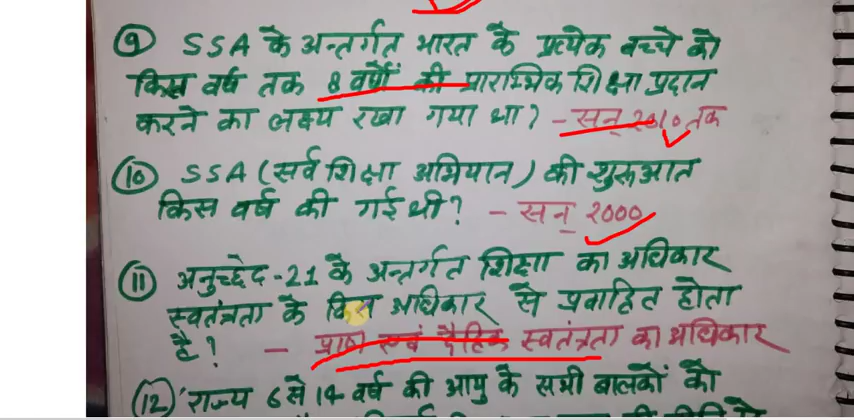 ⑨ SSA के अन्तर्गत भारत के प्रत्येक बच्चे को
किस वर्ष तक 8 वर्षों की प्रारम्भिक शिक्षा प्रदान
करने का लक्ष्य रखा गया था? - सन् 2010 तक
⑩ SSA (सर्व शिक्षा अभियान) की शुरुआत
किस वर्ष की गई थी? - सन् 2000
⑪ अनुच्छेद-21 के अन्तर्गत शिक्षा का अधिकार
स्वतंत्रता के किस अधिकार से प्रवाहित होता
है? - प्राण एवं दैहिक स्वतंत्रता का अधिकार
⑫ राज्य 6 से 14 वर्ष की आयु के सभी बालकों को